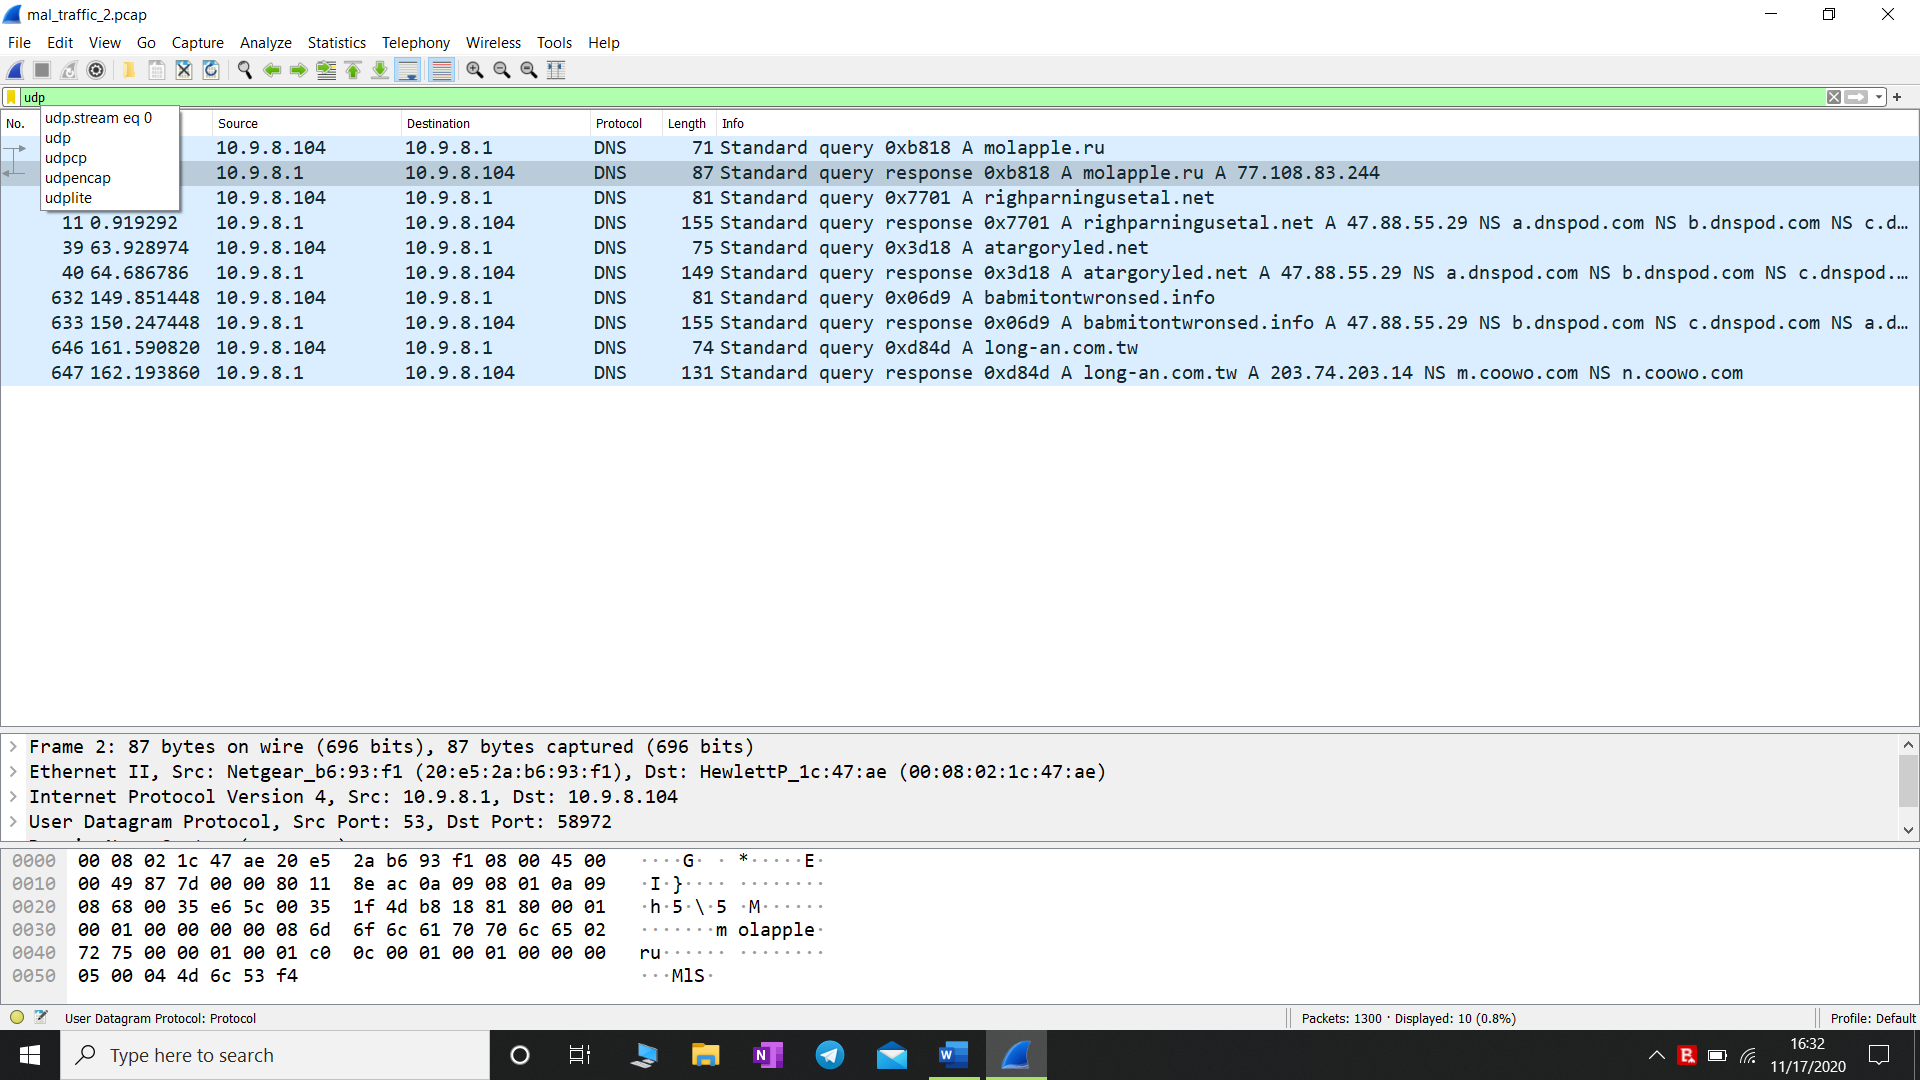 mal_traffic_2.pcap
File Edit View Go Capture Analyze Statistics Telephony Wireless Tools Help
udp
udp.stream eq 0
udp
udpcp
udpencap
udplite
No. Source Destination Protocol Length Info
10.9.8.104 10.9.8.1 DNS 71 Standard query 0xb818 A molapple.ru
10.9.8.1 10.9.8.104 DNS 87 Standard query response 0xb818 A molapple.ru A 77.108.83.244
10.9.8.104 10.9.8.1 DNS 81 Standard query 0x7701 A righparningusetal.net
11 0.919292 10.9.8.1 10.9.8.104 DNS 155 Standard query response 0x7701 A righparningusetal.net A 47.88.55.29 NS a.dnspod.com NS b.dnspod.com NS c.d…
39 63.928974 10.9.8.104 10.9.8.1 DNS 75 Standard query 0x3d18 A atargoryled.net
40 64.686786 10.9.8.1 10.9.8.104 DNS 149 Standard query response 0x3d18 A atargoryled.net A 47.88.55.29 NS a.dnspod.com NS b.dnspod.com NS c.dnspod.…
632 149.851448 10.9.8.104 10.9.8.1 DNS 81 Standard query 0x06d9 A babmitontwronsed.info
633 150.247448 10.9.8.1 10.9.8.104 DNS 155 Standard query response 0x06d9 A babmitontwronsed.info A 47.88.55.29 NS b.dnspod.com NS c.dnspod.com NS a.d…
646 161.590820 10.9.8.104 10.9.8.1 DNS 74 Standard query 0xd84d A long-an.com.tw
647 162.193860 10.9.8.1 10.9.8.104 DNS 131 Standard query response 0xd84d A long-an.com.tw A 203.74.203.14 NS m.coowo.com NS n.coowo.com
Frame 2: 87 bytes on wire (696 bits), 87 bytes captured (696 bits)
Ethernet II, Src: Netgear_b6:93:f1 (20:e5:2a:b6:93:f1), Dst: HewlettP_1c:47:ae (00:08:02:1c:47:ae)
Internet Protocol Version 4, Src: 10.9.8.1, Dst: 10.9.8.104
User Datagram Protocol, Src Port: 53, Dst Port: 58972
0000 00 08 02 1c 47 ae 20 e5 2a b6 93 f1 08 00 45 00 ····G· · *·····E·
0010 00 49 87 7d 00 00 80 11 8e ac 0a 09 08 01 0a 09 ·I·}···· ········
0020 08 68 00 35 e6 5c 00 35 1f 4d b8 18 81 80 00 01 ·h·5·\·5 ·M······
0030 00 01 00 00 00 00 08 6d 6f 6c 61 70 70 6c 65 02 ·······m olapple·
0040 72 75 00 00 01 00 01 c0 0c 00 01 00 01 00 00 00 ru······ ········
0050 05 00 04 4d 6c 53 f4 ···MlS·
User Datagram Protocol: Protocol Packets: 1300 · Displayed: 10 (0.8%) Profile: Default
Type here to search
16:32
11/17/2020